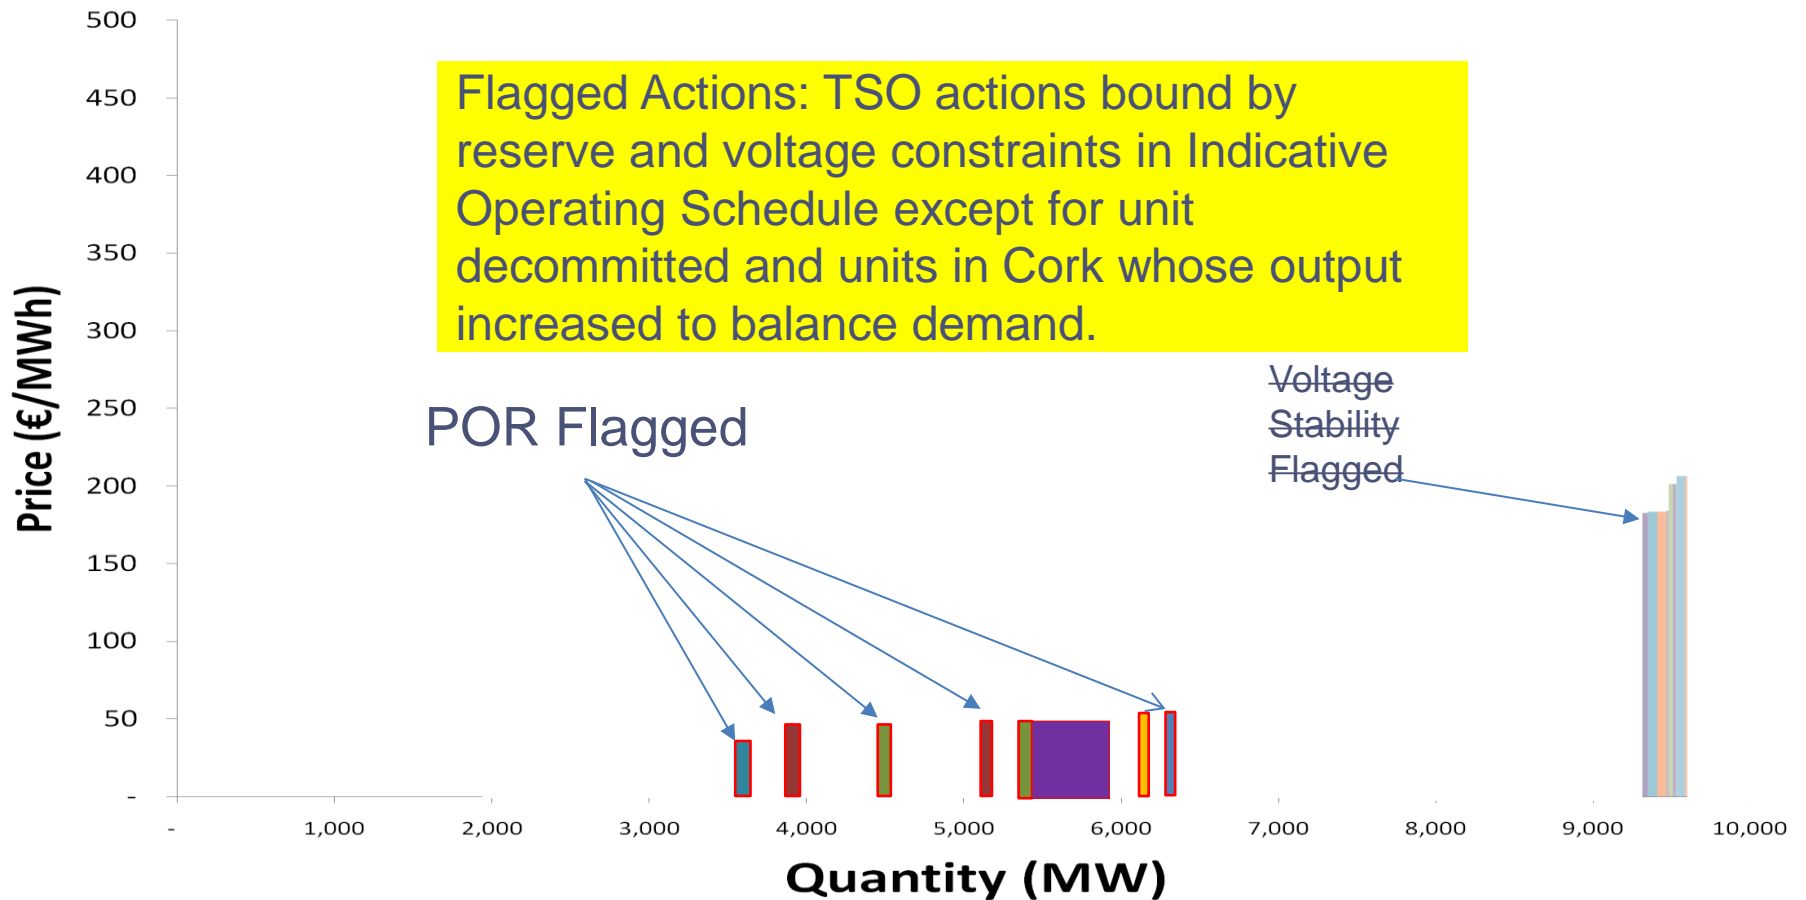 500
450
400
350
300
250
200
150
100
50
-
Price (€/MWh)
Flagged Actions: TSO actions bound by
reserve and voltage constraints in Indicative
Operating Schedule except for unit
decommitted and units in Cork whose output
increased to balance demand.
POR Flagged
Voltage
Stability
Flagged
- 1,000 2,000 3,000 4,000 5,000 6,000 7,000 8,000 9,000 10,000
Quantity (MW)